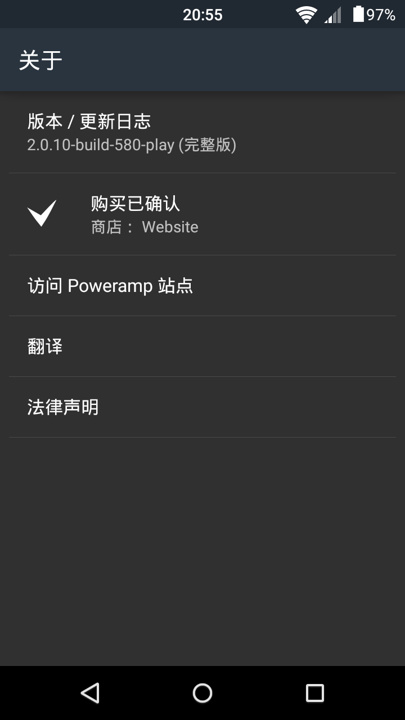 20:55 97%
关于
版本 / 更新日志
2.0.10-build-580-play (完整版)
购买已确认
商店： Website
访问 Poweramp 站点
翻译
法律声明